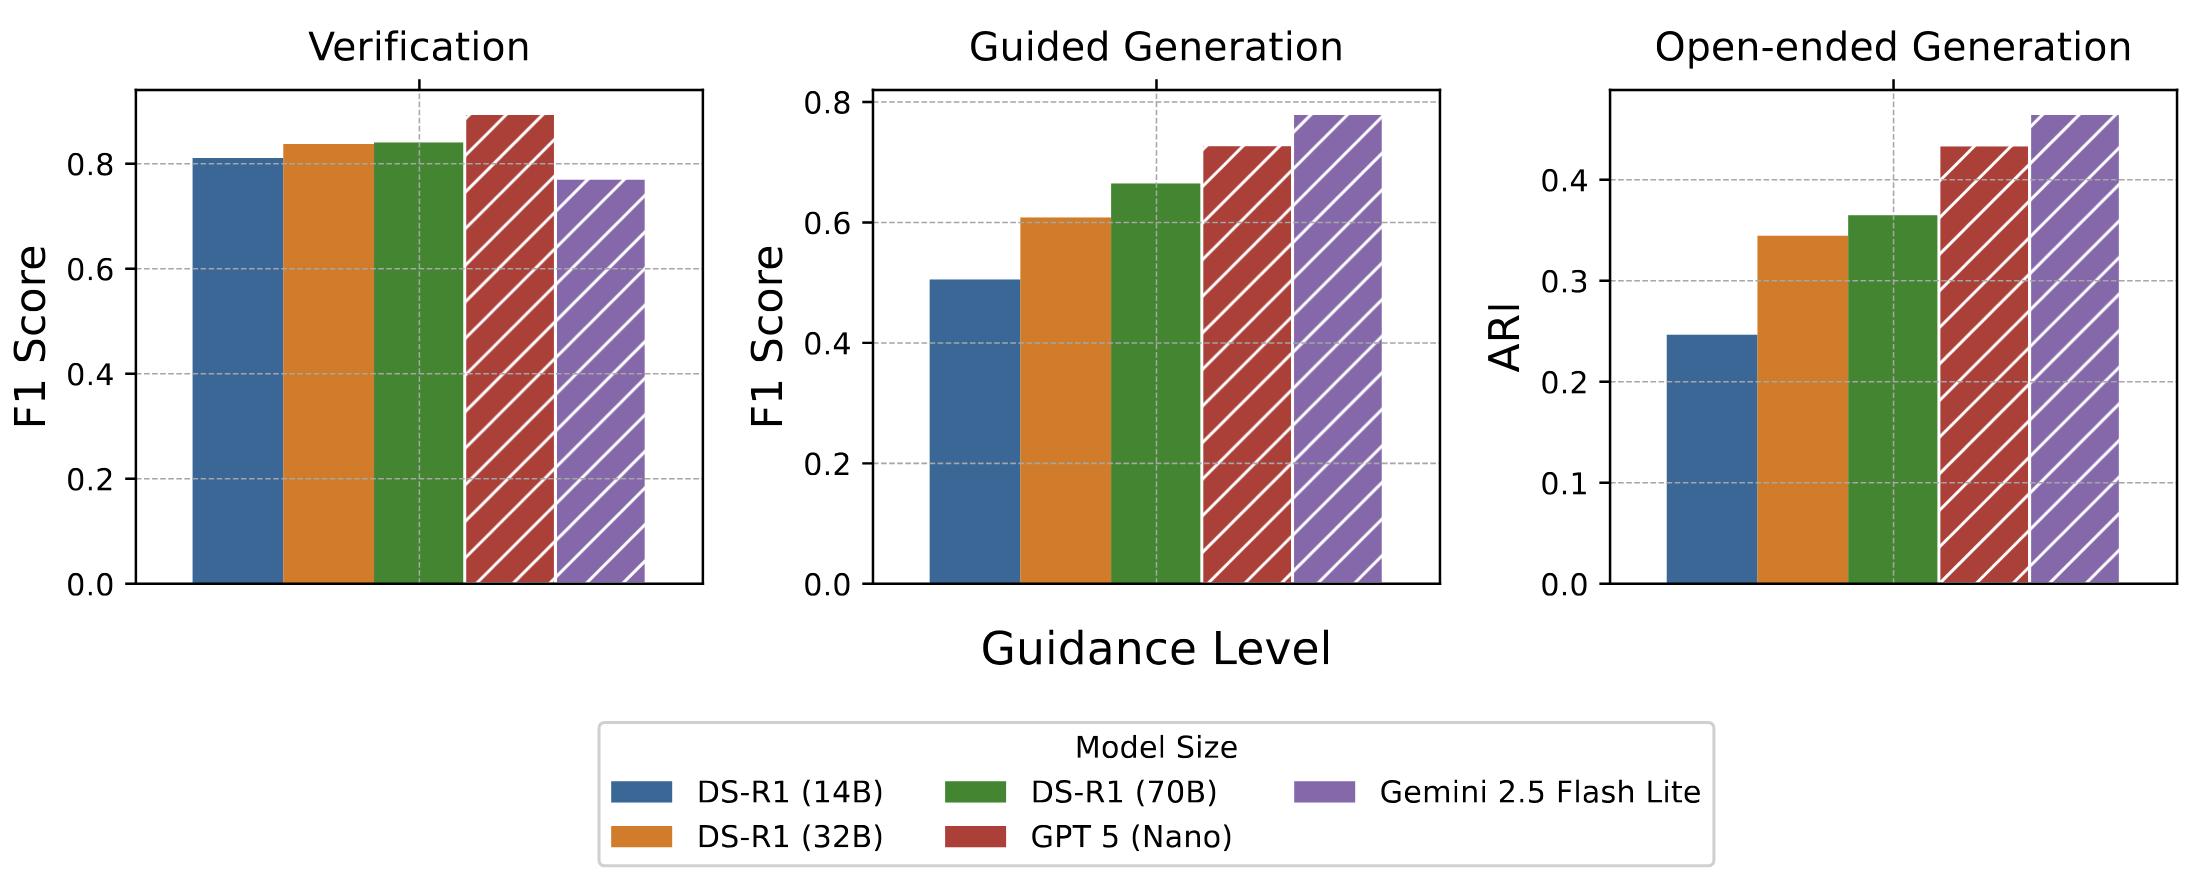 Verification
Guided Generation
Open-ended Generation
F1 Score
0.8
0.6
0.4
0.2
0.0
F1 Score
0.8
0.6
0.4
0.2
0.0
ARI
0.4
0.3
0.2
0.1
0.0
Guidance Level
Model Size
DS-R1 (14B)
DS-R1 (32B)
DS-R1 (70B)
GPT 5 (Nano)
Gemini 2.5 Flash Lite